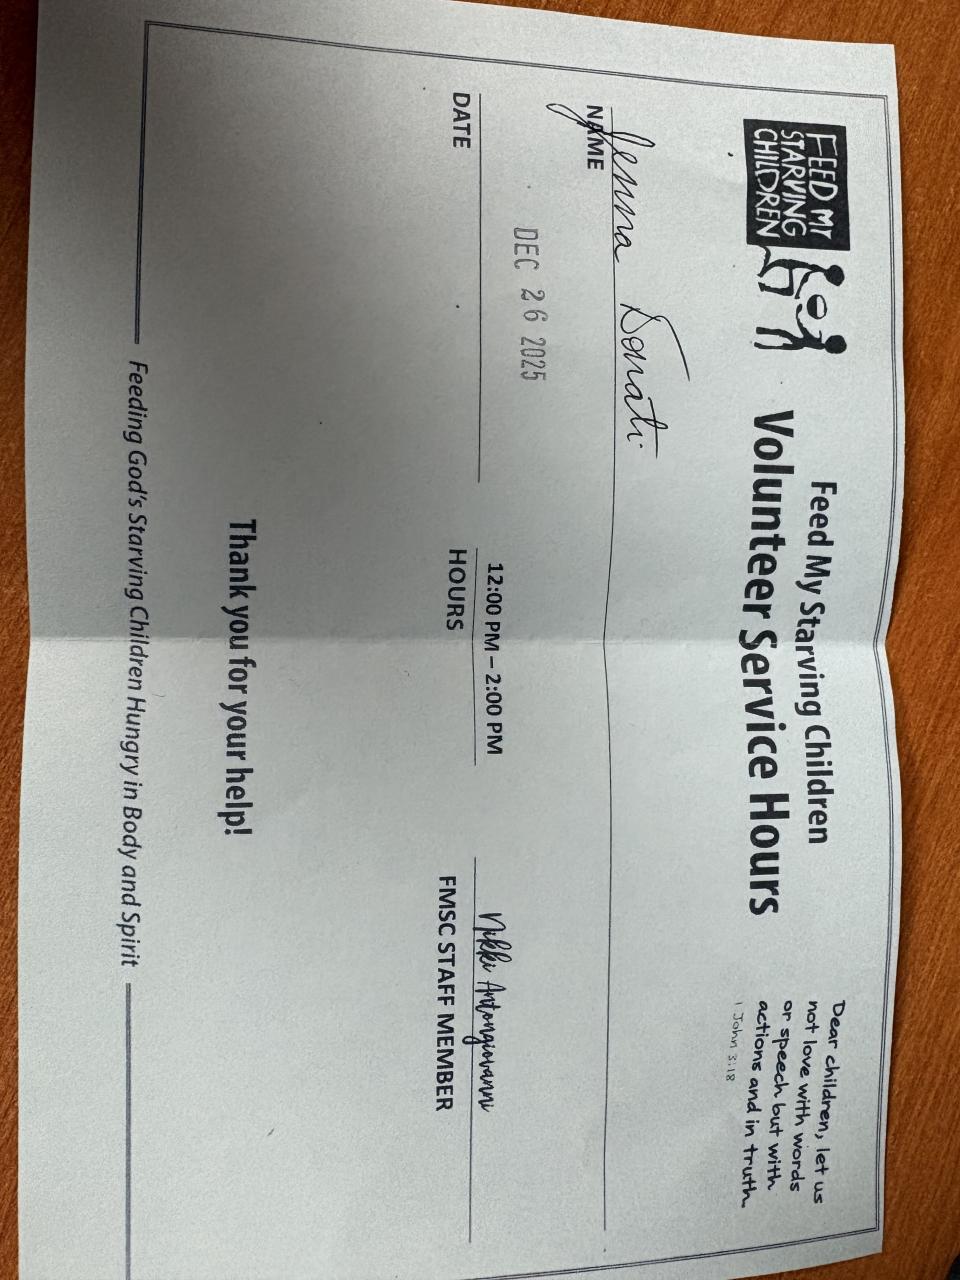 FEED MY
STARVING
CHILDREN
Feed My Starving Children
Volunteer Service Hours
Dear children, let us
not love with words
or speech but with
actions and in truth.
1 John 3:18
Jenna Donati
NAME
DEC 26 2025
12:00 PM – 2:00 PM
Nikki Antongiovanni
DATE
HOURS
FMSC STAFF MEMBER
Thank you for your help!
Feeding God's Starving Children Hungry in Body and Spirit